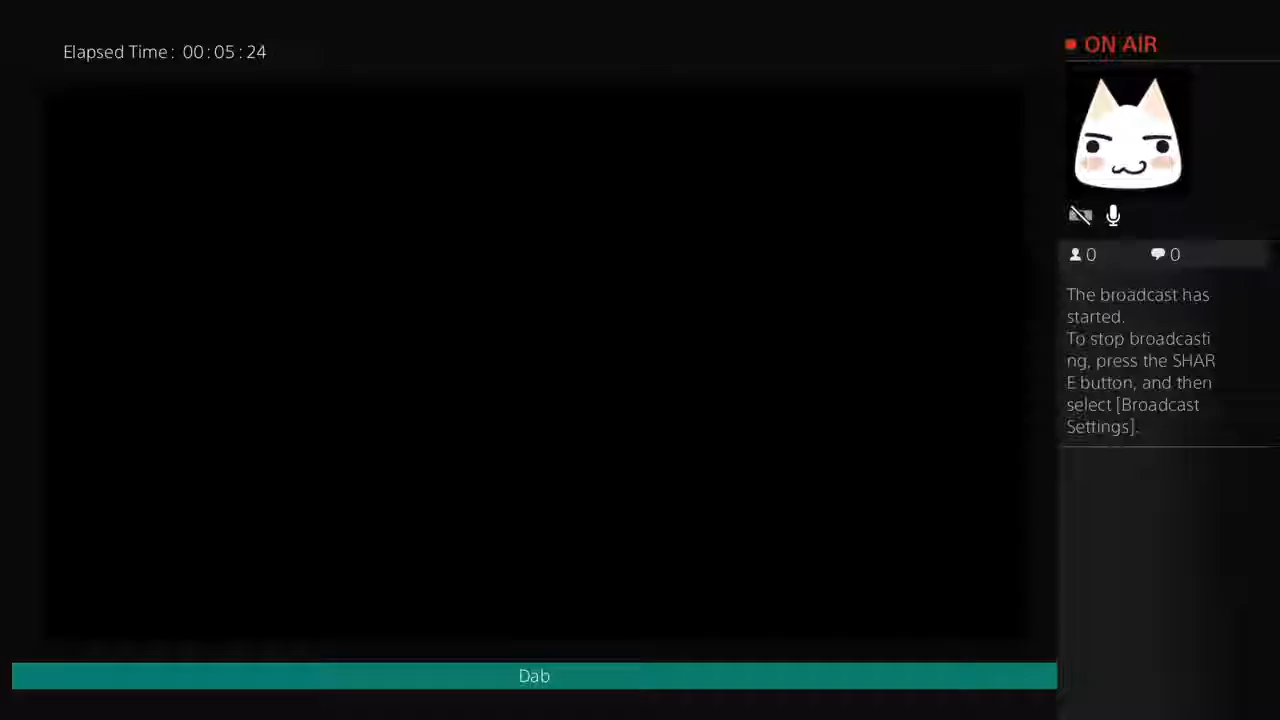 Elapsed Time: 00:05:24
ON AIR
0 0
The broadcast has
started.
To stop broadcasti
ng, press the SHAR
E button, and then
select [Broadcast
Settings].
Dab